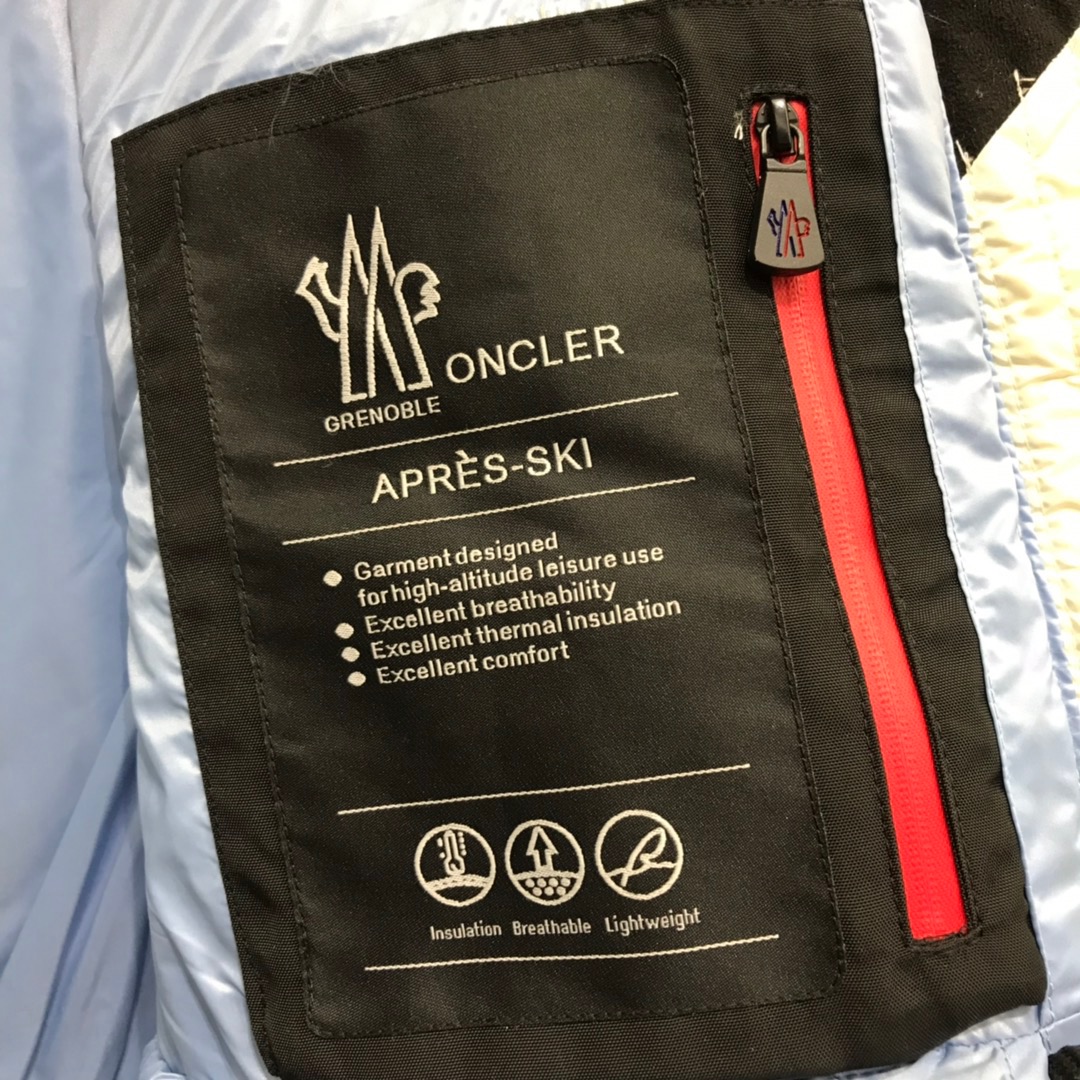 MONCLER
GRENOBLE
APRÈS-SKI
Garment designed
for high-altitude leisure use
Excellent breathability
Excellent thermal insulation
Excellent comfort
Insulation Breathable Lightweight